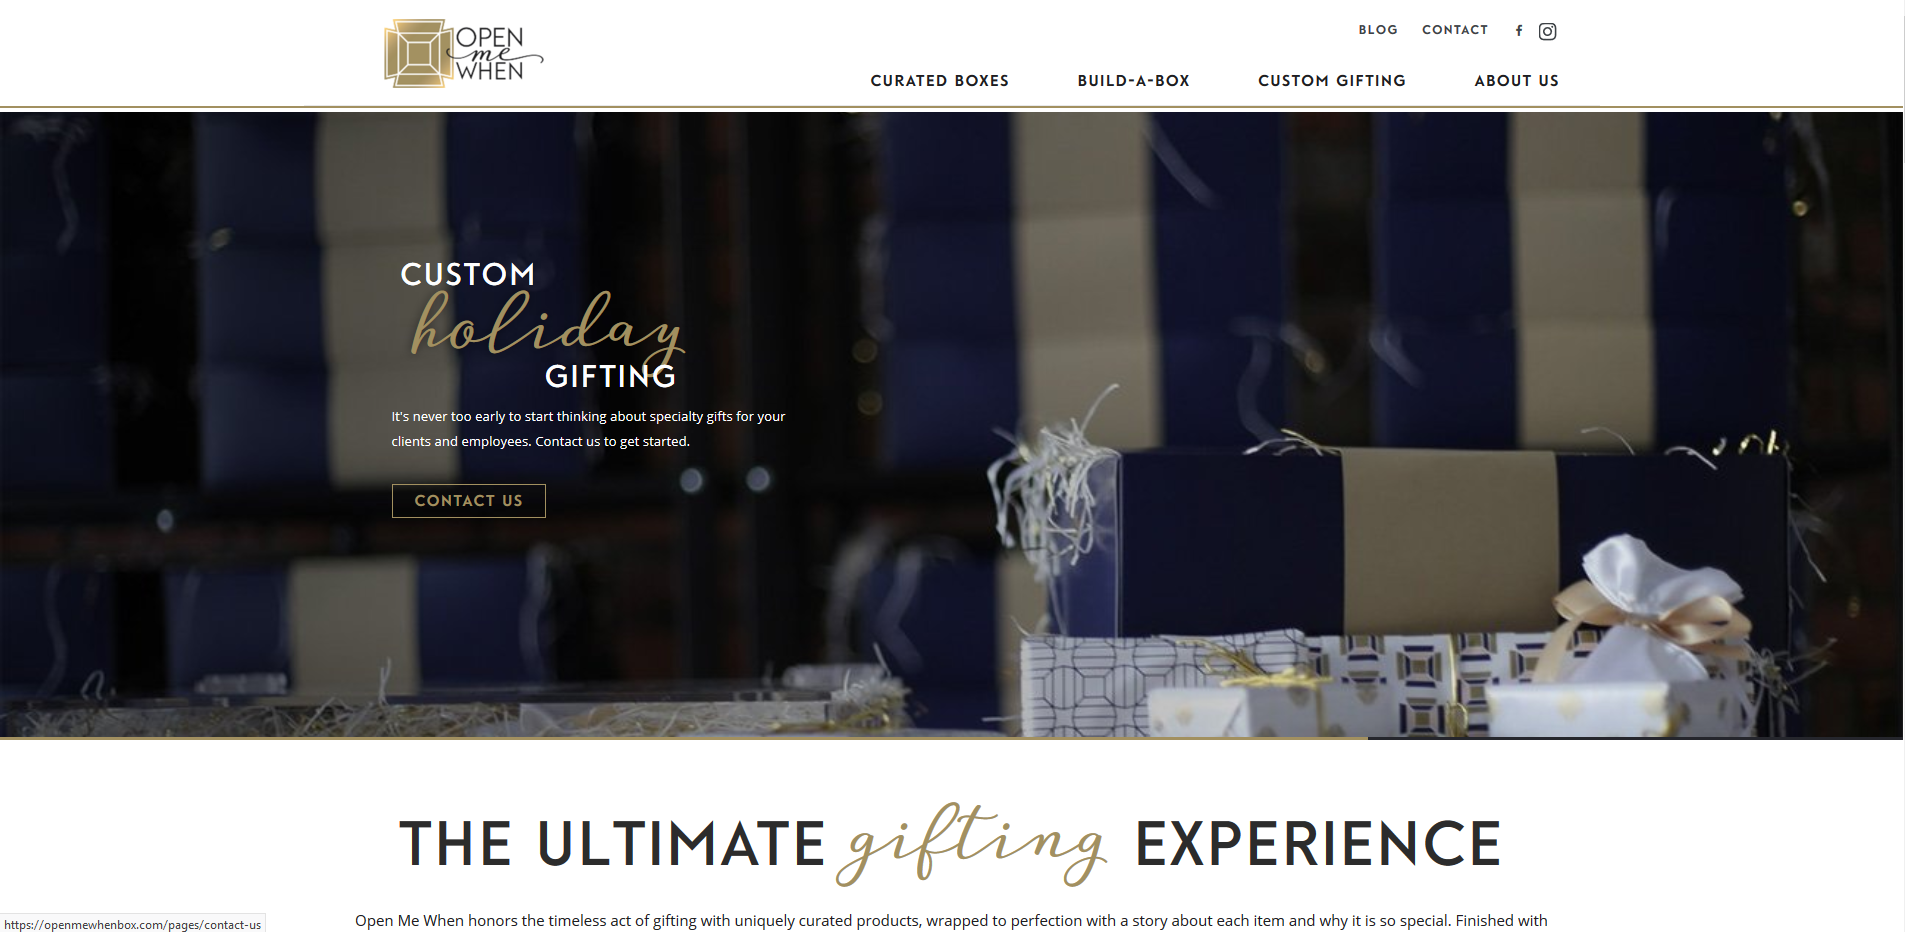 OPEN
me
WHEN
BLOG
CONTACT
CURATED BOXES
BUILD-A-BOX
CUSTOM GIFTING
ABOUT US
CUSTOM
holiday
GIFTING
It's never too early to start thinking about specialty gifts for your
clients and employees. Contact us to get started.
CONTACT US
THE ULTIMATE gifting EXPERIENCE
Open Me When honors the timeless act of gifting with uniquely curated products, wrapped to perfection with a story about each item and why it is so special. Finished with
https://openmewhenbox.com/pages/contact-us